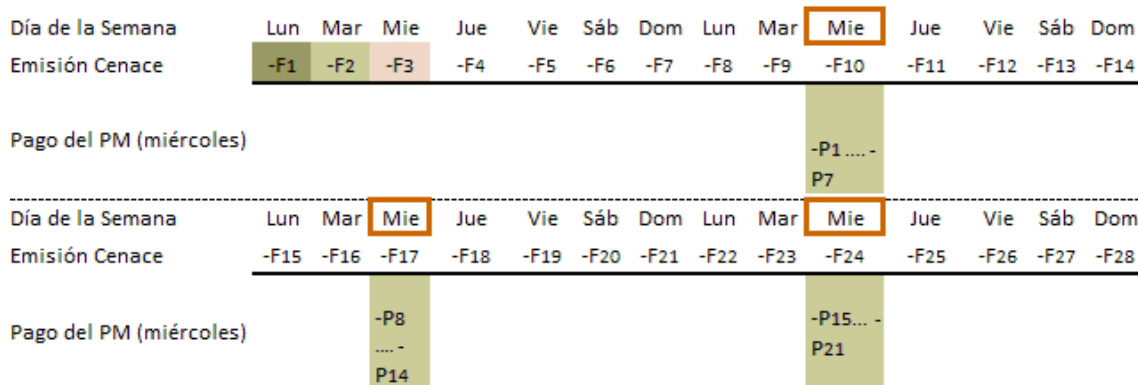 Día de la Semana Lun Mar Mie Jue Vie Sáb Dom Lun Mar Mie Jue Vie Sáb Dom
Emisión Cenace -F1 -F2 -F3 -F4 -F5 -F6 -F7 -F8 -F9 -F10 -F11 -F12 -F13 -F14
Pago del PM (miércoles)
-P1 .... -
P7
Día de la Semana Lun Mar Mie Jue Vie Sáb Dom Lun Mar Mie Jue Vie Sáb Dom
Emisión Cenace -F15 -F16 -F17 -F18 -F19 -F20 -F21 -F22 -F23 -F24 -F25 -F26 -F27 -F28
Pago del PM (miércoles)
-P8
.... -
P14
-P15... -
P21